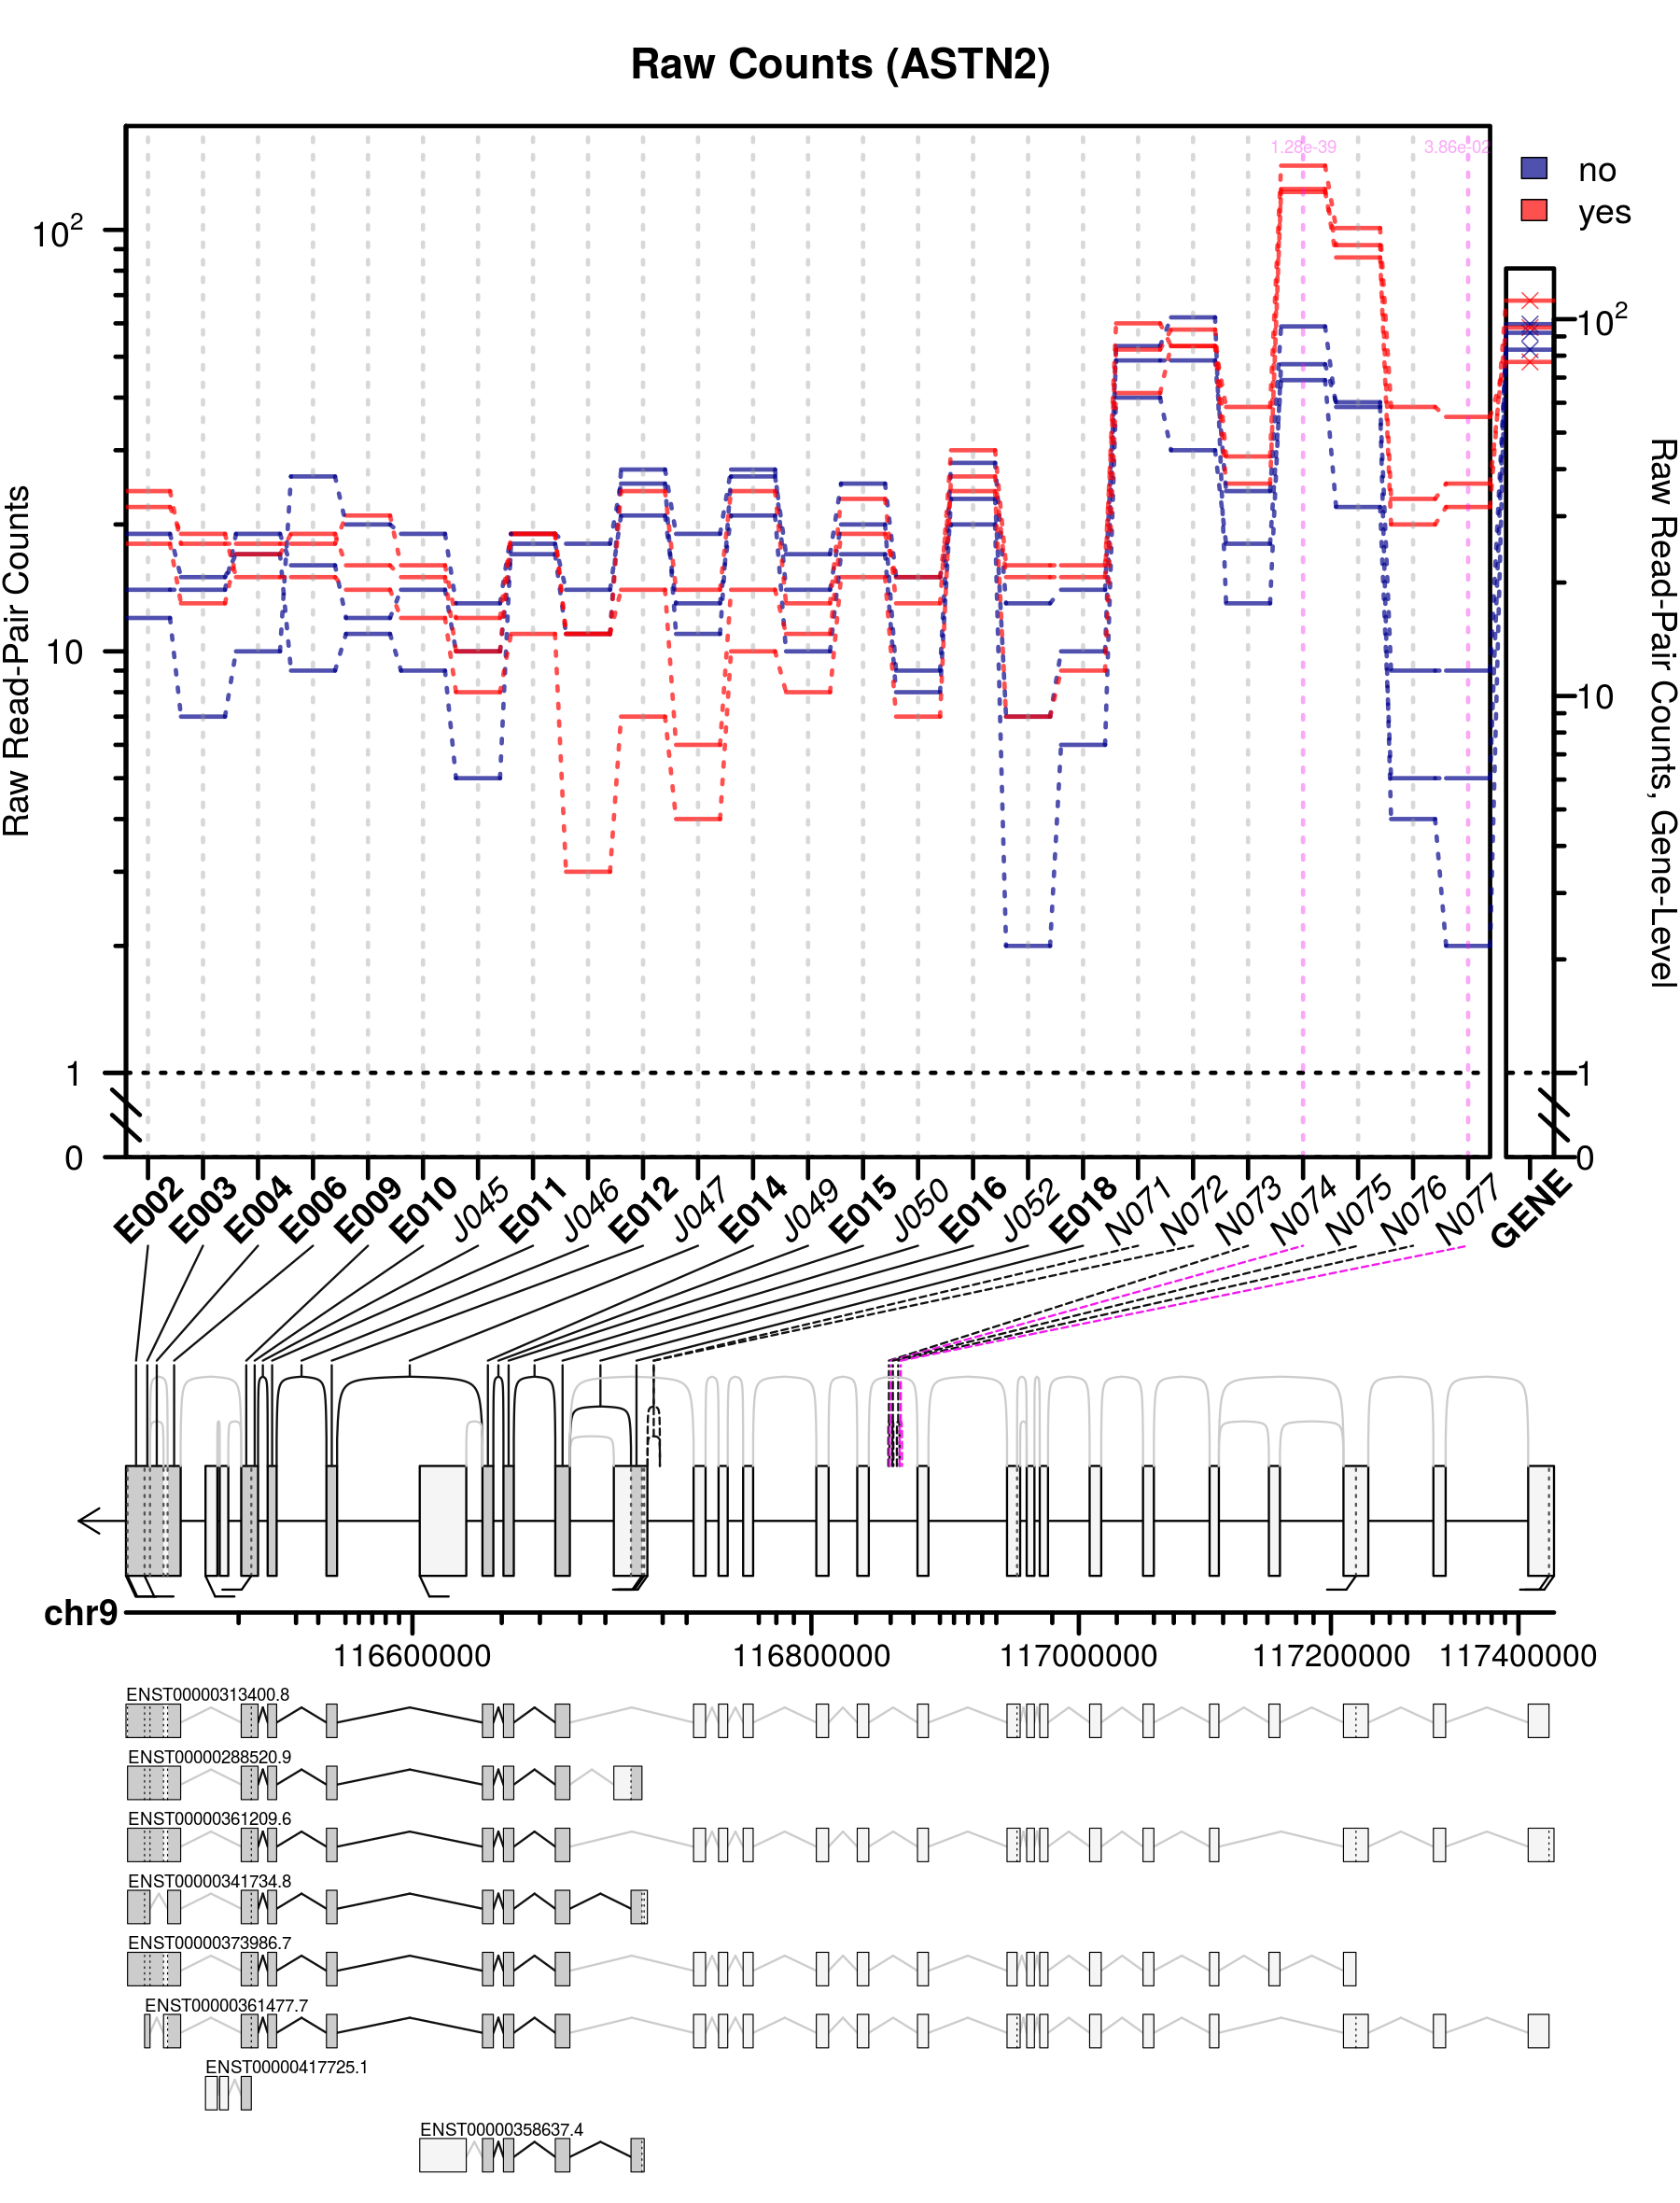 Raw Counts (ASTN2)
1.28e-39
3.86e-02
no
yes
10²
10
1
0
Raw Read-Pair Counts
10²
10
1
0
Raw Read-Pair Counts, Gene-Level
E002
E003
E004
E006
E009
E010
J045
E011
J046
E012
J047
E014
J049
E015
J050
E016
J052
E018
N071
N072
N073
N074
N075
N076
N077
GENE
chr9
116600000
116800000
117000000
117200000
117400000
ENST00000313400.8
ENST00000288520.9
ENST00000361209.6
ENST00000341734.8
ENST00000373986.7
ENST00000361477.7
ENST00000417725.1
ENST00000358637.4